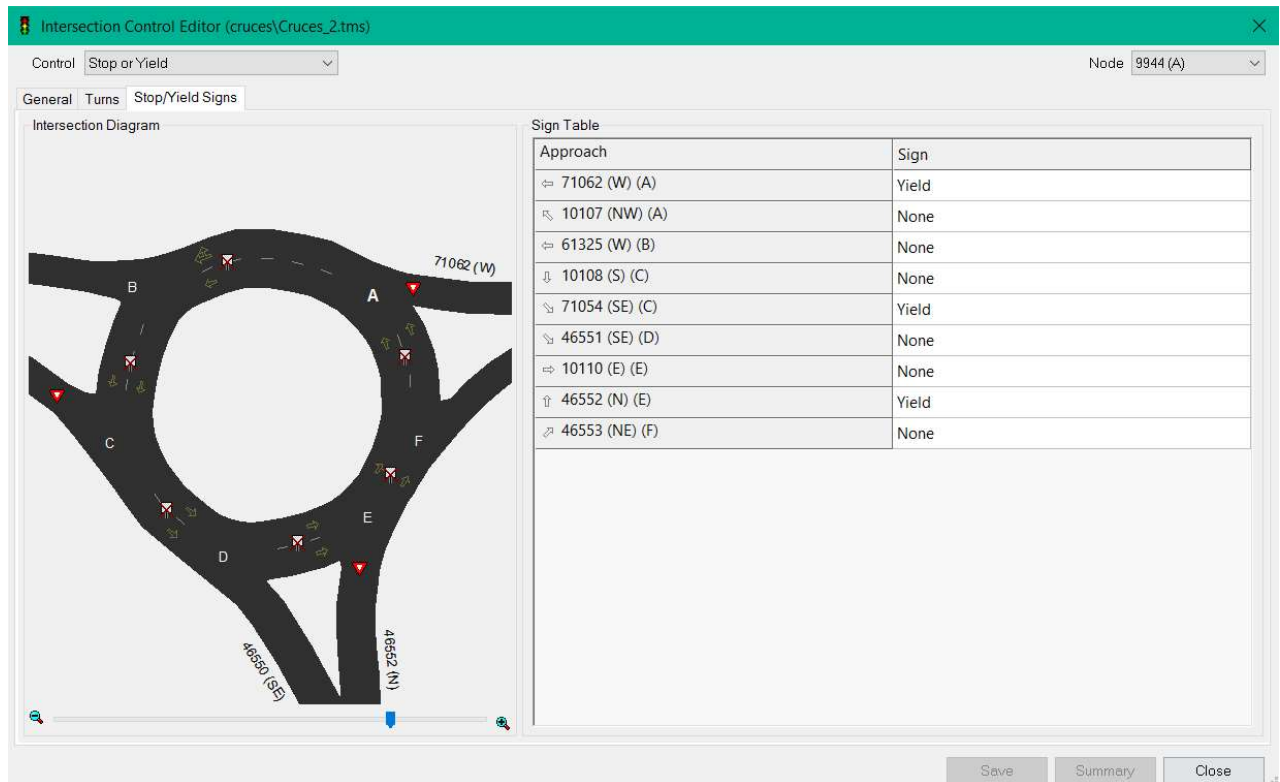 Intersection Control Editor (cruces\Cruces_2.tms)
Control Stop or Yield Node 9944 (A)
General Turns Stop/Yield Signs
Intersection Diagram
71062 (W)
B
A
C
F
E
D
46550 (SE)
46552 (N)
Sign Table
Approach Sign
⇦ 71062 (W) (A) Yield
⇖ 10107 (NW) (A) None
⇦ 61325 (W) (B) None
⇩ 10108 (S) (C) None
⇘ 71054 (SE) (C) Yield
⇘ 46551 (SE) (D) None
⇨ 10110 (E) (E) None
⇧ 46552 (N) (E) Yield
⇗ 46553 (NE) (F) None
Save Summary Close